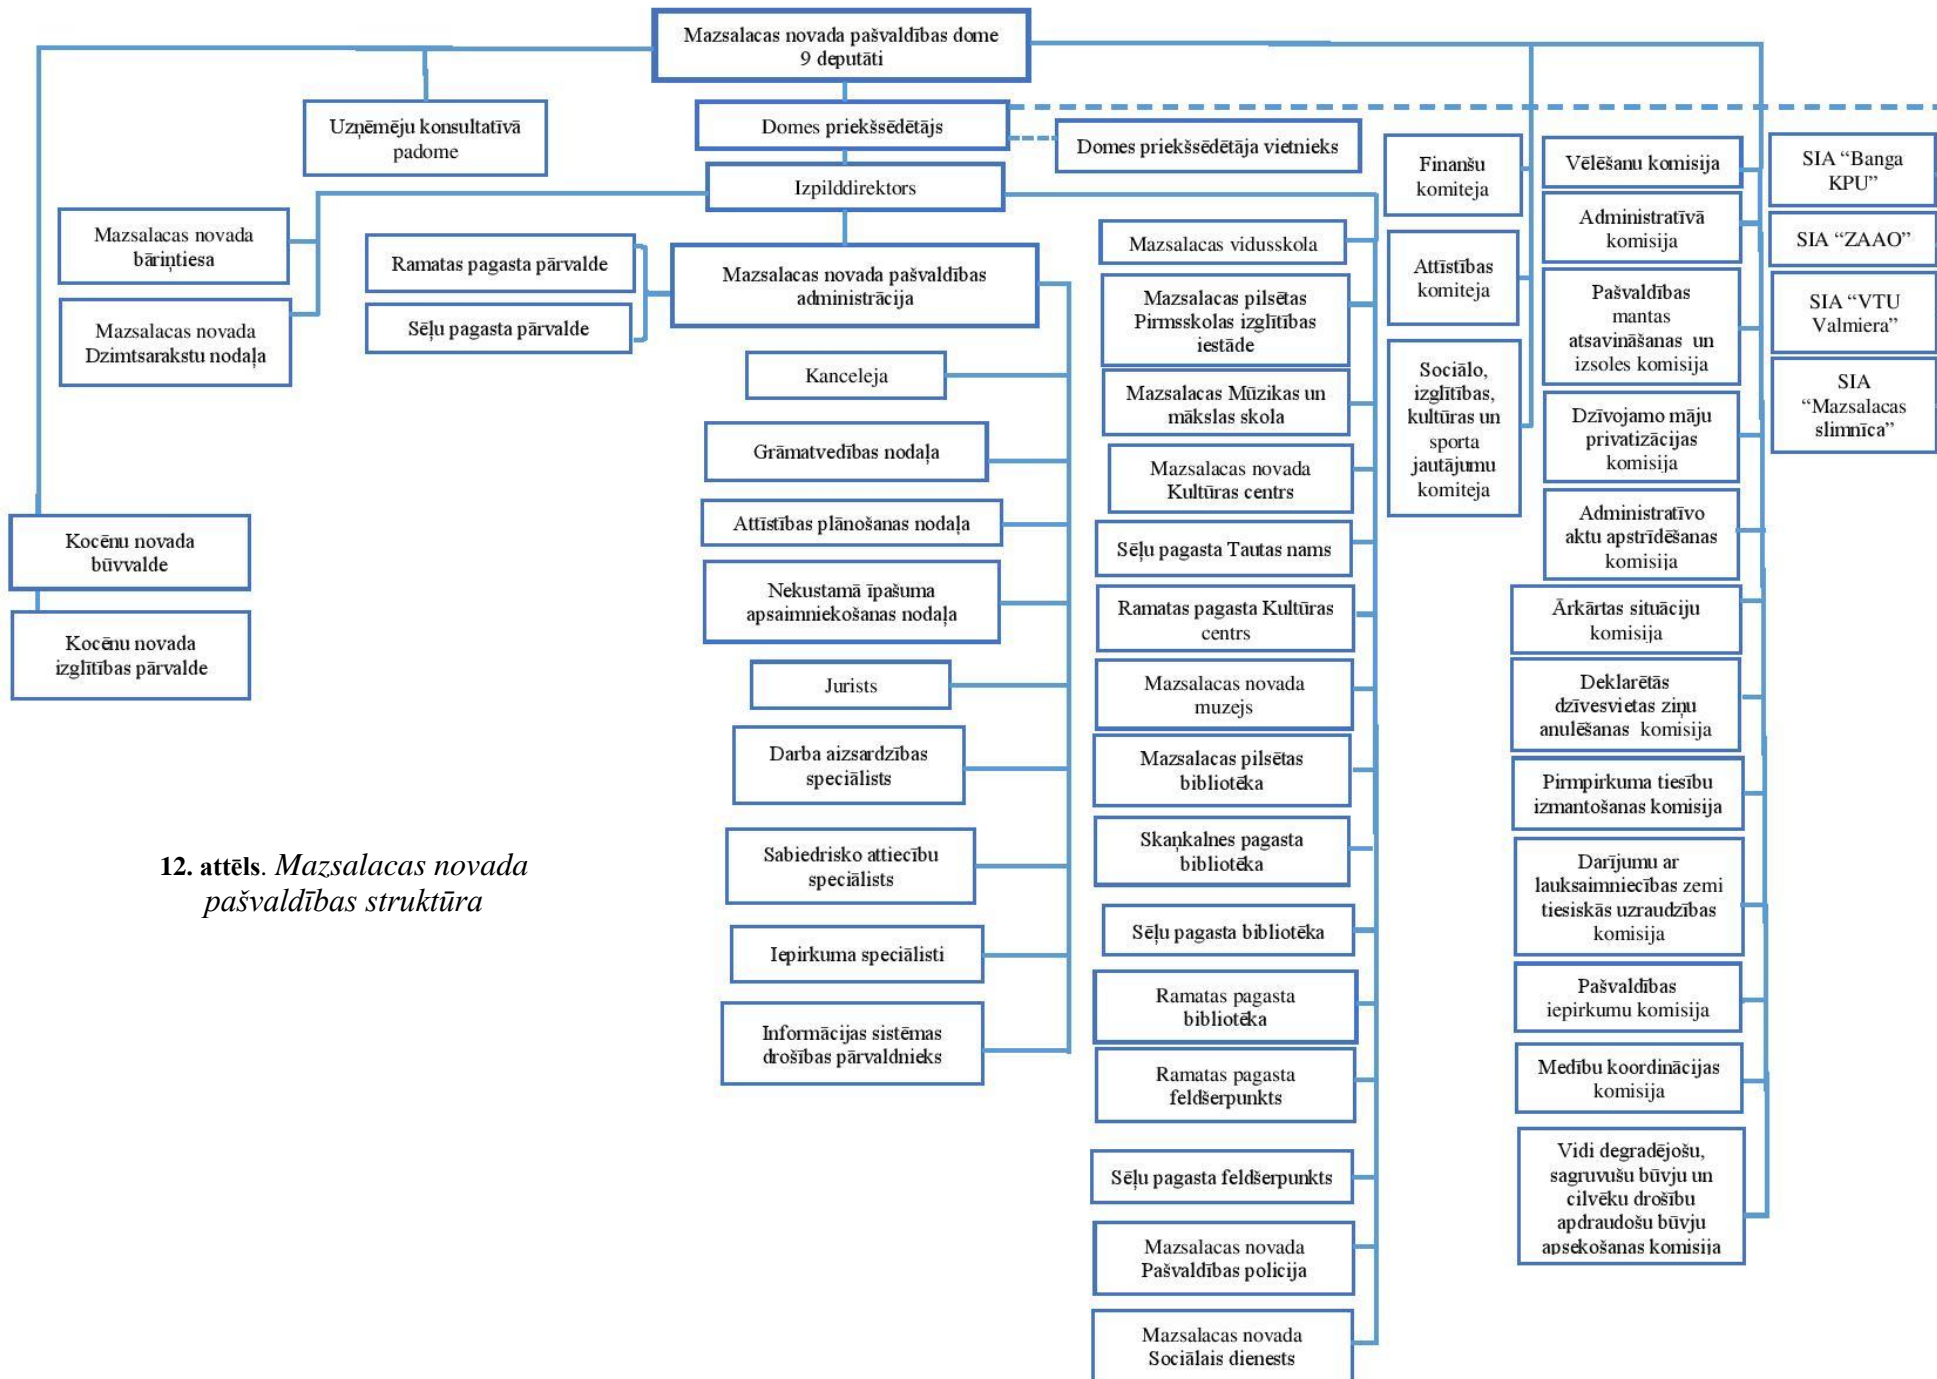 Mazsalacas novada pašvaldības dome
9 deputāti
Uzņēmēju konsultatīvā
padome
Domes priekšsēdētājs
Domes priekšsēdētāja vietnieks
Izpilddirektors
Mazsalacas novada
bāriņtiesa
Mazsalacas novada
Dzimtsarakstu nodaļa
Ramatas pagasta pārvalde
Sēļu pagasta pārvalde
Mazsalacas novada pašvaldības
administrācija
Kanceleja
Grāmatvedības nodaļa
Attīstības plānošanas nodaļa
Nekustamā īpašuma
apsaimniekošanas nodaļa
Jurists
Darba aizsardzības
speciālists
Sabiedrisko attiecību
speciālists
Iepirkuma speciālisti
Informācijas sistēmas
drošības pārvaldnieks
Kocēnu novada
būvvalde
Kocēnu novada
izglītības pārvalde
12. attēls. Mazsalacas novada
pašvaldības struktūra
Mazsalacas vidusskola
Mazsalacas pilsētas
Pirmsskolas izglītības
iestāde
Mazsalacas Mūzikas un
mākslas skola
Mazsalacas novada
Kultūras centrs
Sēļu pagasta Tautas nams
Ramatas pagasta Kultūras
centrs
Mazsalacas novada
muzejs
Mazsalacas pilsētas
bibliotēka
Skaņkalnes pagasta
bibliotēka
Sēļu pagasta bibliotēka
Ramatas pagasta
bibliotēka
Ramatas pagasta
feldšerpunkts
Sēļu pagasta feldšerpunkts
Mazsalacas novada
Pašvaldības policija
Mazsalacas novada
Sociālais dienests
Finanšu
komiteja
Attīstības
komiteja
Sociālo,
izglītības,
kultūras un
sporta
jautājumu
komiteja
Vēlēšanu komisija
Administratīvā
komisija
Pašvaldības
mantas
atsavināšanas un
izsoles komisija
Dzīvojamo māju
privatizācijas
komisija
Administratīvo
aktu apstrīdēšanas
komisija
Ārkārtas situāciju
komisija
Deklarētās
dzīvesvietas ziņu
anulēšanas komisija
Pirmpirkuma tiesību
izmantošanas komisija
Darījumu ar
lauksaimniecības zemi
tiesiskās uzraudzības
komisija
Pašvaldības
iepirkumu komisija
Medību koordinācijas
komisija
Vidi degradējošu,
sagruvušu būvju un
cilvēku drošību
apdraudošu būvju
apsekošanas komisija
SIA “Banga
KPU”
SIA “ZAAO”
SIA “VTU
Valmiera”
SIA
“Mazsalacas
slimnīca”